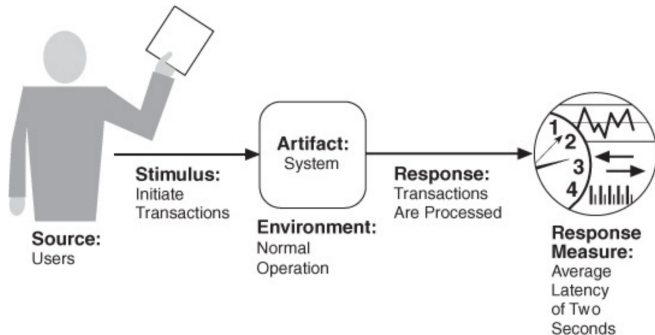 Source:
Users
Stimulus:
Initiate
Transactions
Artifact:
System
Environment:
Normal
Operation
Response:
Transactions
Are Processed
1
2
3
4
Response
Measure:
Average
Latency
of Two
Seconds